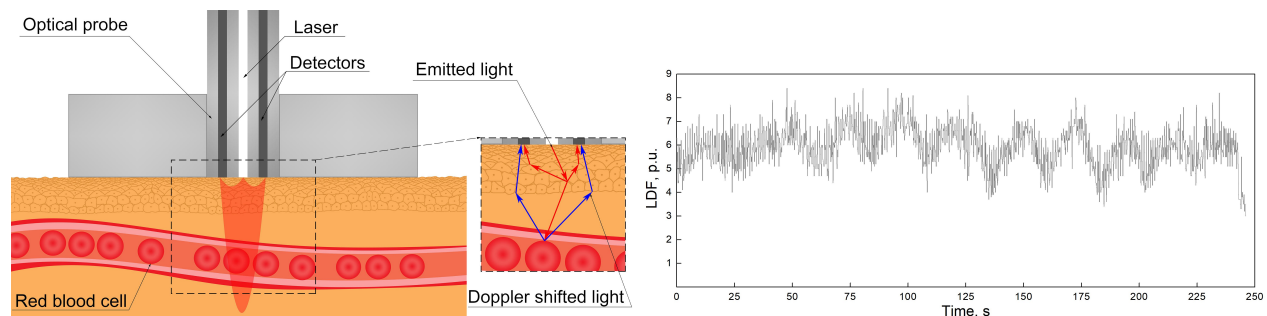 Optical probe
Laser
Detectors
Emitted light
Red blood cell
Doppler shifted light
LDF, p.u.
9
8
7
6
5
4
3
2
1
0 25 50 75 100 125 150 175 200 225 250
Time, s